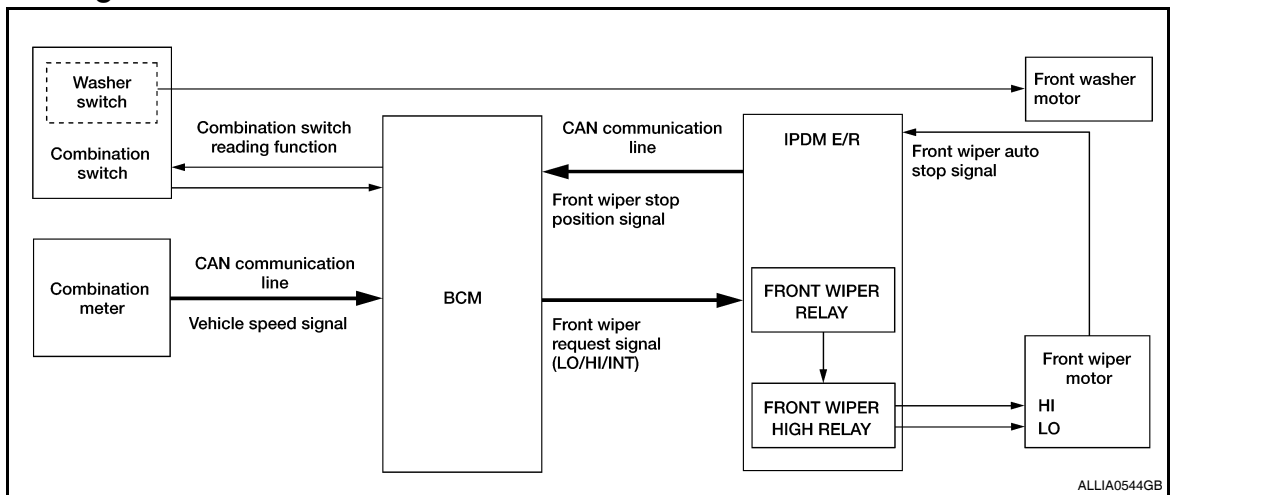 Washer
switch
Combination
switch
Combination switch
reading function
Combination
meter
CAN communication
line
Vehicle speed signal
BCM
CAN communication
line
Front wiper stop
position signal
Front wiper
request signal
(LO/HI/INT)
IPDM E/R
FRONT WIPER
RELAY
FRONT WIPER
HIGH RELAY
Front washer
motor
Front wiper auto
stop signal
Front wiper
motor
HI
LO
ALLIA0544GB